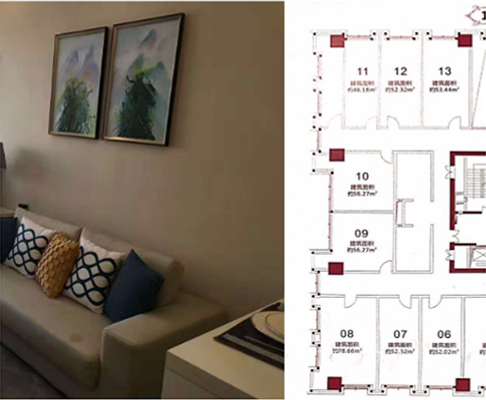 11
建筑面积
约46.18m²
12
建筑面积
约52.32m²
13
建筑面积
约53.44m²
10
建筑面积
约56.27m²
09
建筑面积
约56.27m²
08
建筑面积
约78.66m²
07
建筑面积
约52.32m²
06
建筑面积
约52.02m²